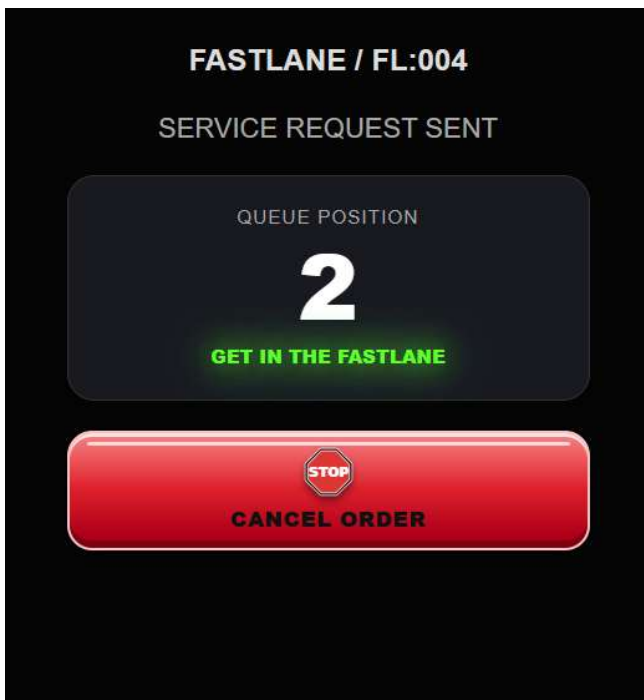 FASTLANE / FL:004
SERVICE REQUEST SENT
QUEUE POSITION
2
GET IN THE FASTLANE
STOP
CANCEL ORDER